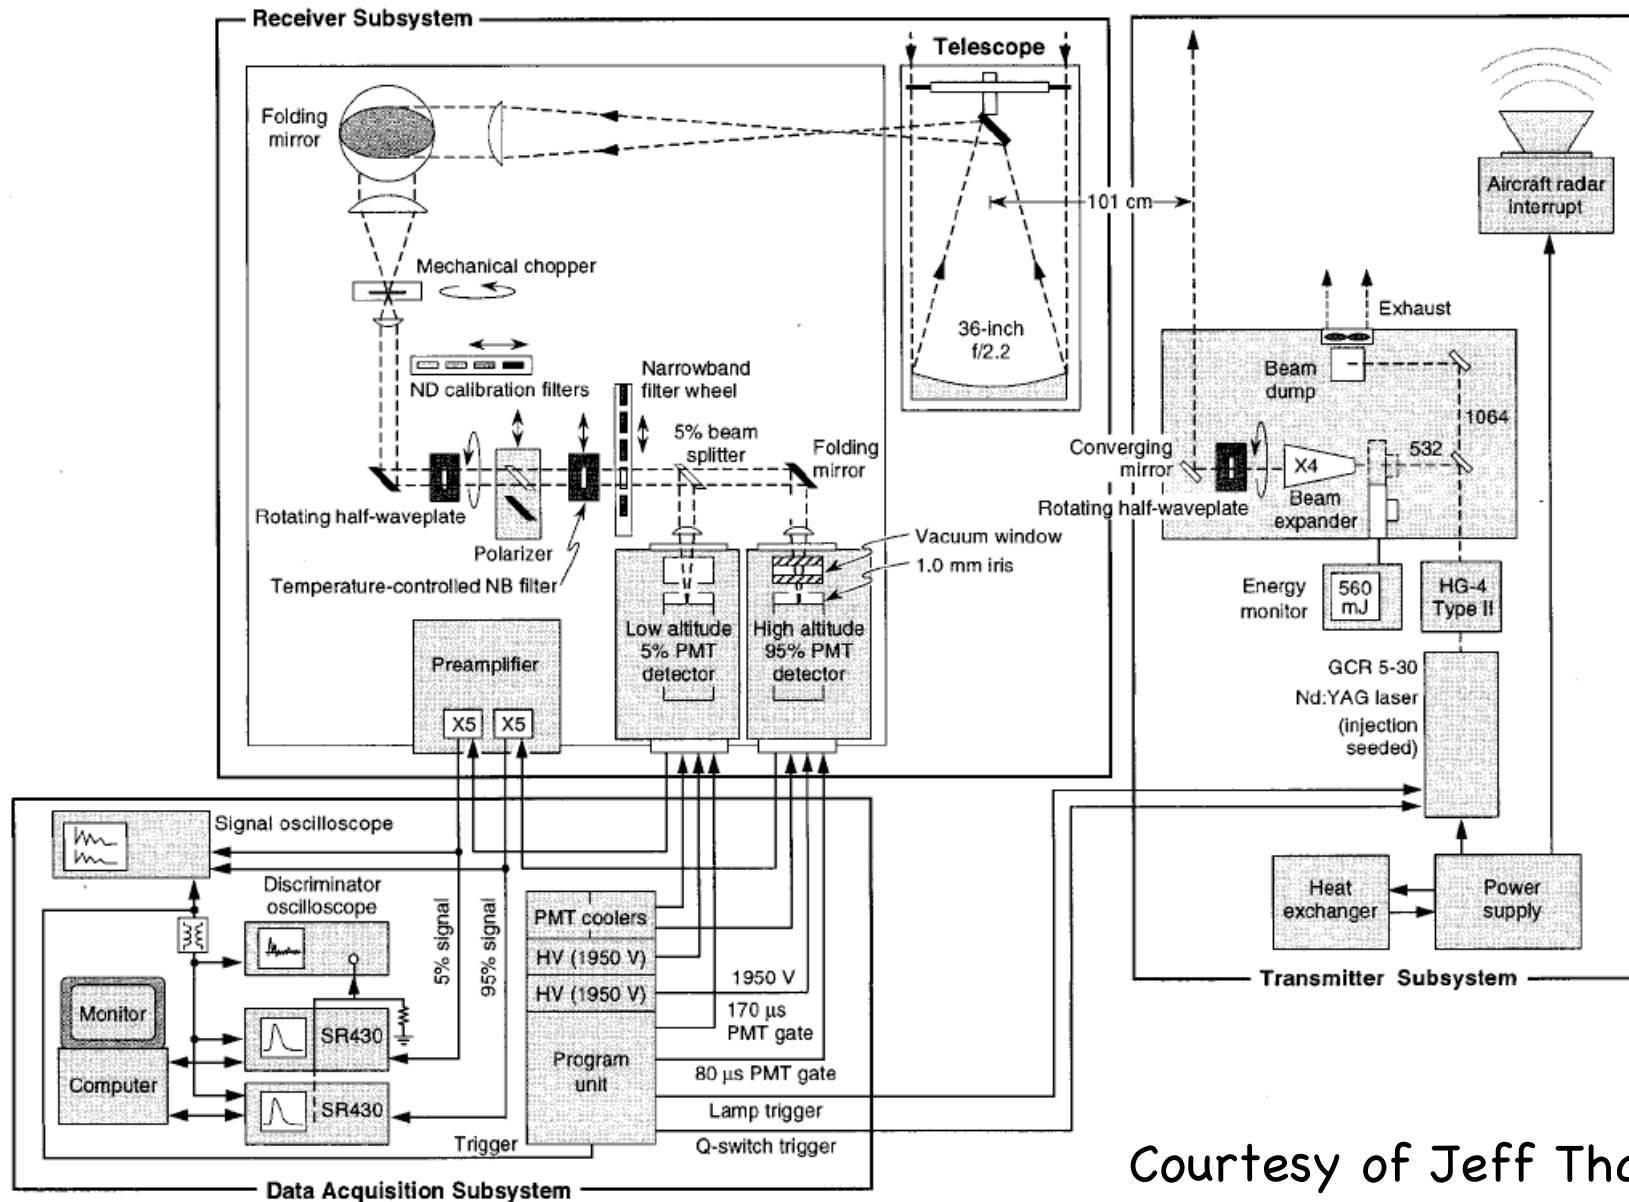 Receiver Subsystem
Telescope
Folding
mirror
101 cm
Aircraft radar
interrupt
Mechanical chopper
36-inch
f/2.2
Exhaust
Beam
dump
1064
ND calibration filters
Narrowband
filter wheel
5% beam
splitter
Folding
mirror
Converging
mirror
532
X4
Beam
expander
Rotating half-waveplate
Rotating half-waveplate
Polarizer
Temperature-controlled NB filter
Vacuum window
1.0 mm iris
Energy
monitor
560
mJ
HG-4
Type II
Low altitude
5% PMT
detector
High altitude
95% PMT
detector
Preamplifier
X5
X5
GCR 5-30
Nd:YAG laser
(injection
seeded)
Heat
exchanger
Power
supply
Transmitter Subsystem
Signal oscilloscope
Discriminator
oscilloscope
5% signal
95% signal
PMT coolers
HV (1950 V)
HV (1950 V)
1950 V
170 µs
PMT gate
Program
unit
80 µs PMT gate
Lamp trigger
Q-switch trigger
Monitor
Computer
SR430
SR430
Trigger
Data Acquisition Subsystem
Courtesy of Jeff